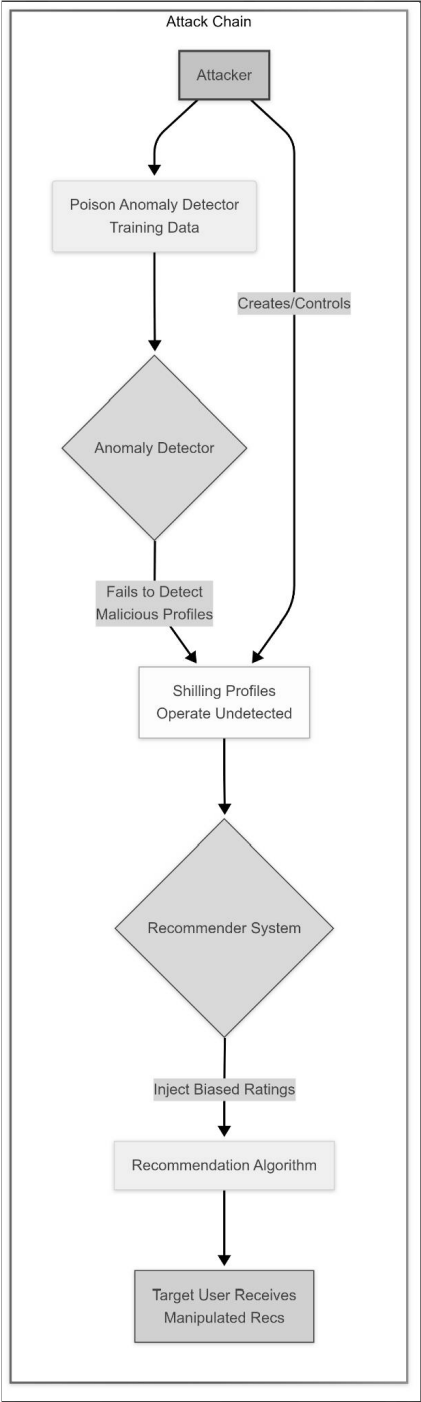 Attack Chain
Attacker
Poison Anomaly Detector
Training Data
Creates/Controls
Anomaly Detector
Fails to Detect
Malicious Profiles
Shilling Profiles
Operate Undetected
Recommender System
Inject Biased Ratings
Recommendation Algorithm
Target User Receives
Manipulated Recs